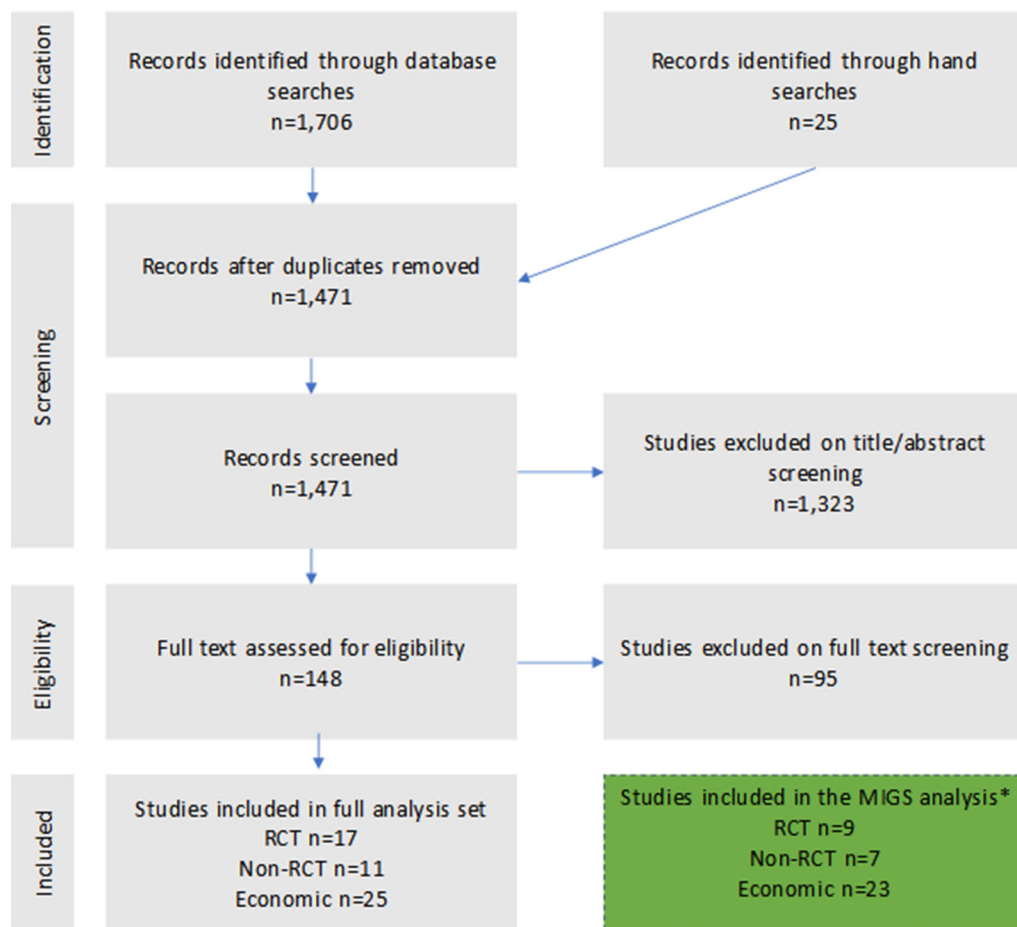 Identification
Records identified through database
searches
n=1,706
Records identified through hand
searches
n=25
Screening
Records after duplicates removed
n=1,471
Records screened
n=1,471
Studies excluded on title/abstract
screening
n=1,323
Eligibility
Full text assessed for eligibility
n=148
Studies excluded on full text screening
n=95
Included
Studies included in full analysis set
RCT n=17
Non-RCT n=11
Economic n=25
Studies included in the MIGS analysis*
RCT n=9
Non-RCT n=7
Economic n=23